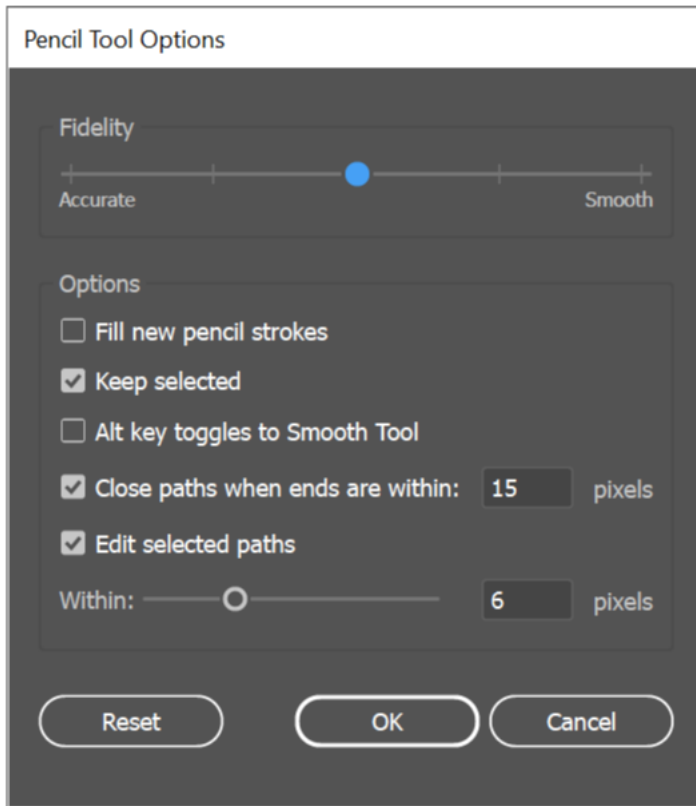 Pencil Tool Options
Fidelity
Accurate Smooth
Options
Fill new pencil strokes
Keep selected
Alt key toggles to Smooth Tool
Close paths when ends are within: 15 pixels
Edit selected paths
Within: 6 pixels
Reset OK Cancel